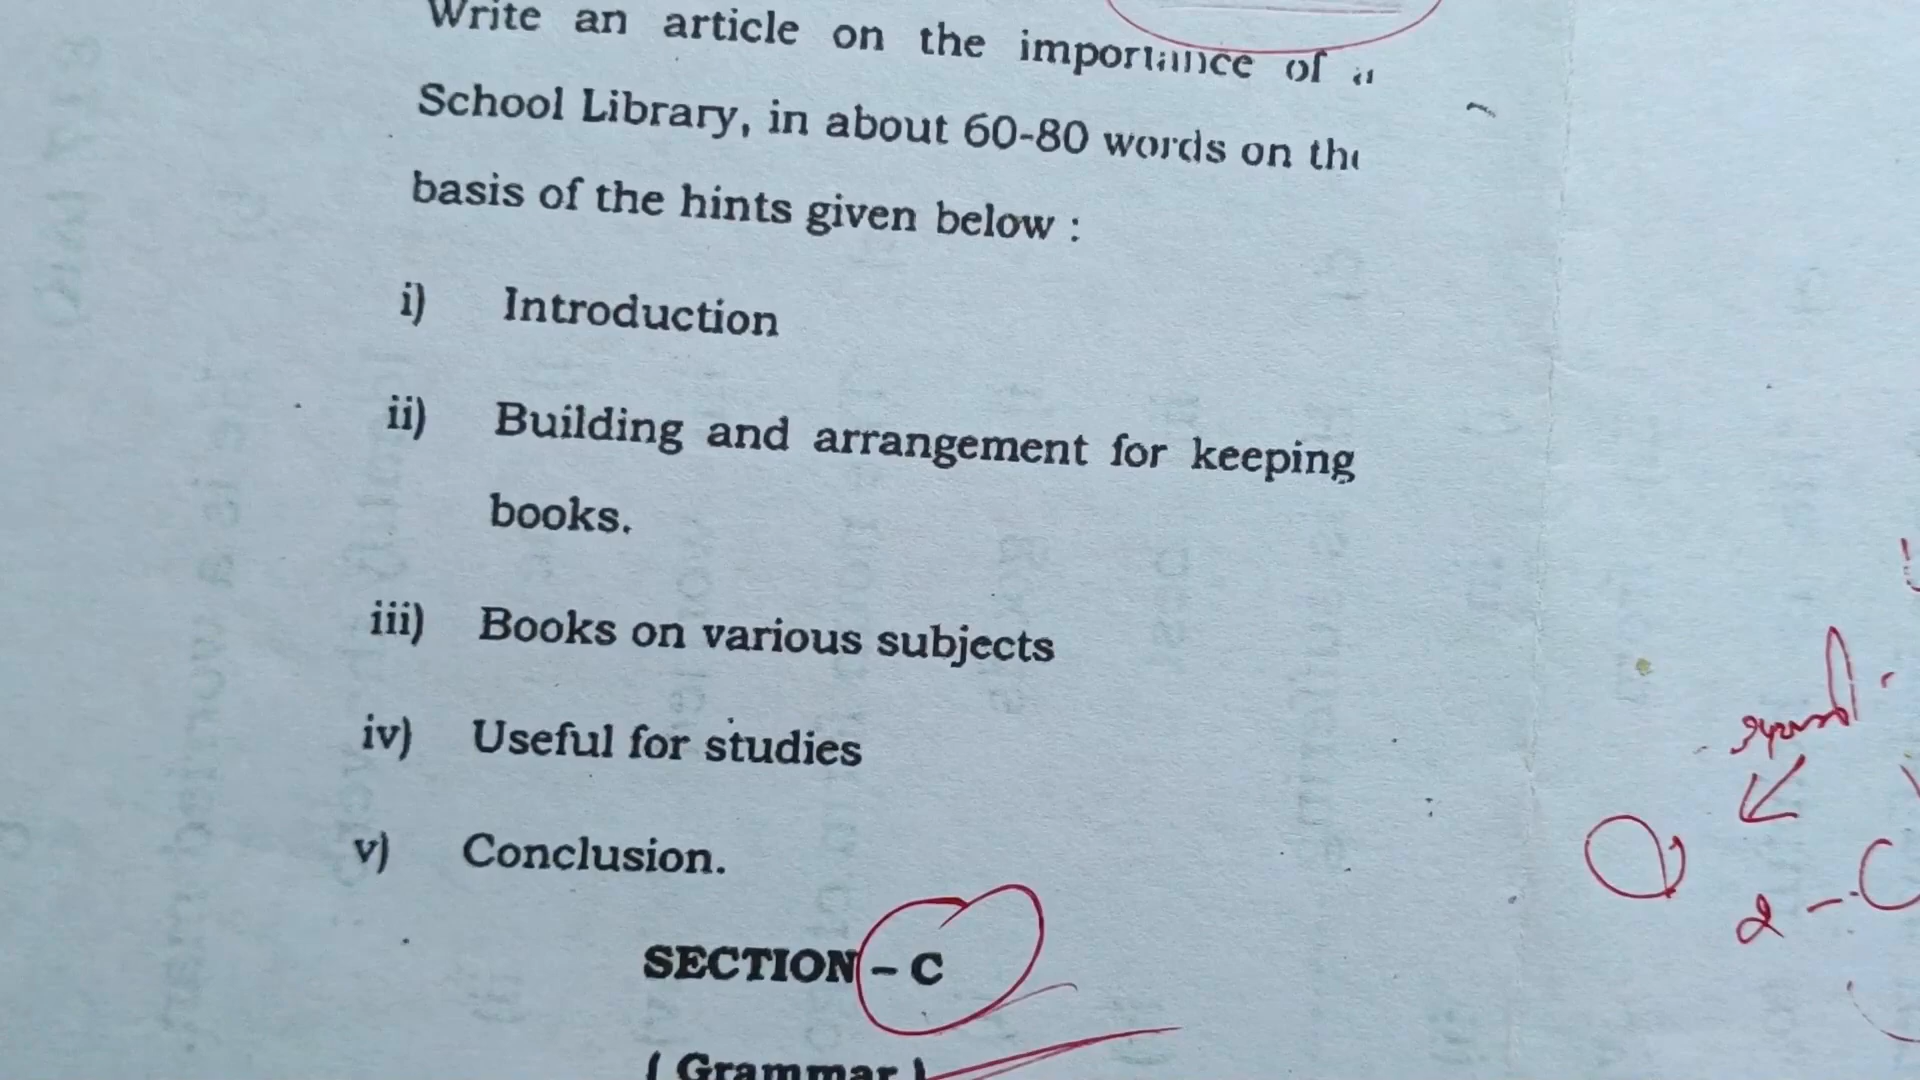 Write an article on the importance of a
School Library, in about 60-80 words on the
basis of the hints given below :
i) Introduction
ii) Building and arrangement for keeping
books.
iii) Books on various subjects
iv) Useful for studies
v) Conclusion.
SECTION – C
( Grammar )
2 –